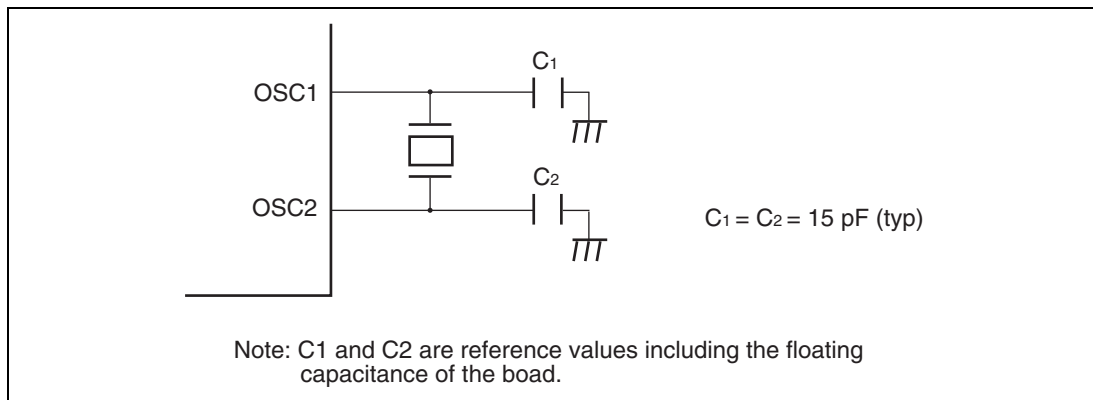 C1
OSC1
C2
OSC2
C1 = C2 = 15 pF (typ)
Note: C1 and C2 are reference values including the floating
capacitance of the boad.